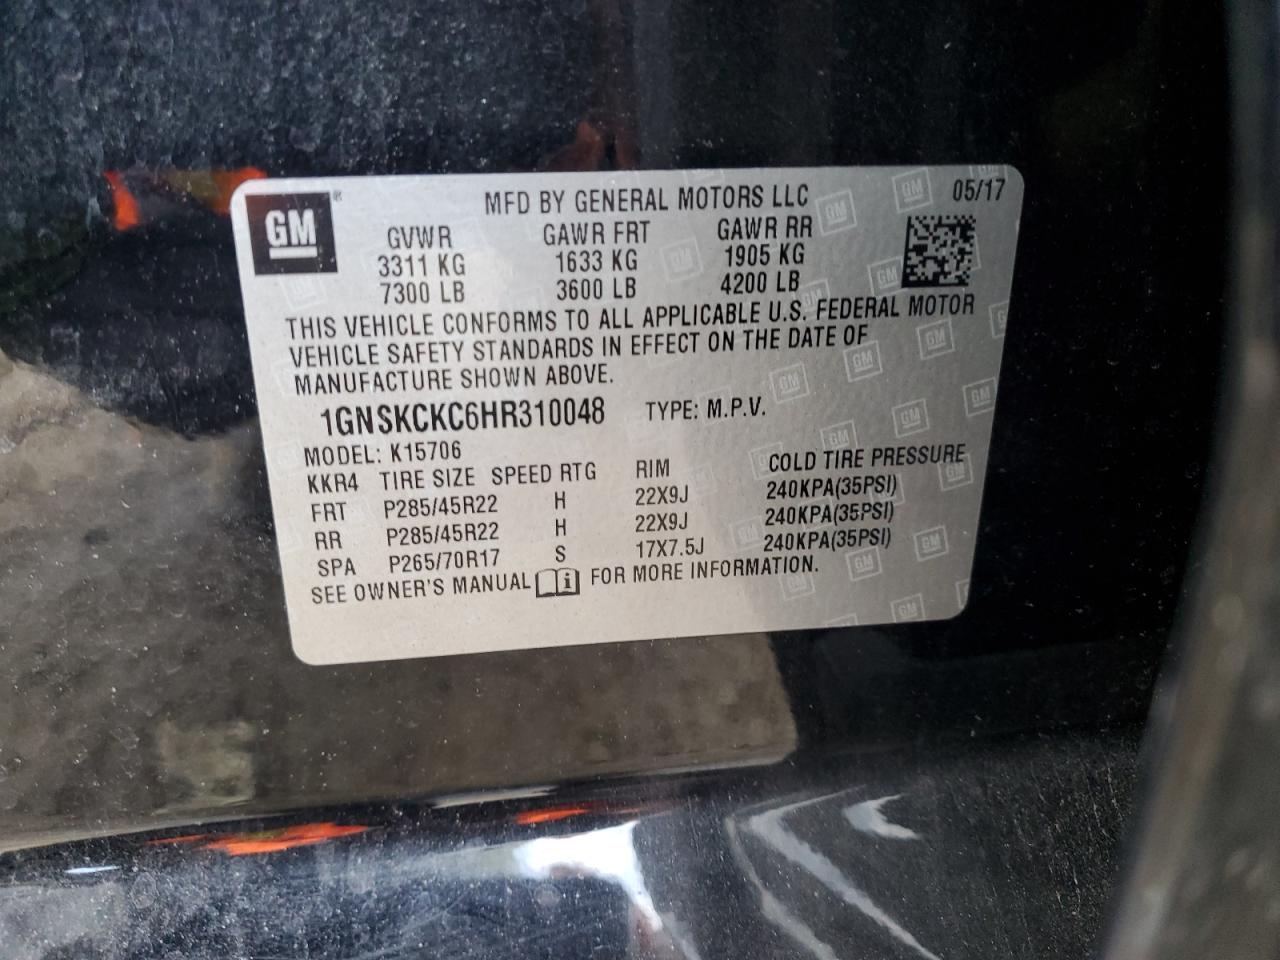 GM ®
MFD BY GENERAL MOTORS LLC 05/17
GVWR GAWR FRT GAWR RR
3311 KG 1633 KG 1905 KG
7300 LB 3600 LB 4200 LB
THIS VEHICLE CONFORMS TO ALL APPLICABLE U.S. FEDERAL MOTOR
VEHICLE SAFETY STANDARDS IN EFFECT ON THE DATE OF
MANUFACTURE SHOWN ABOVE.
1GNSKCKC6HR310048 TYPE: M.P.V.
MODEL: K15706
KKR4 TIRE SIZE SPEED RTG RIM COLD TIRE PRESSURE
FRT P285/45R22 H 22X9J 240KPA(35PSI)
RR P285/45R22 H 22X9J 240KPA(35PSI)
SPA P265/70R17 S 17X7.5J 240KPA(35PSI)
SEE OWNER'S MANUAL i FOR MORE INFORMATION.